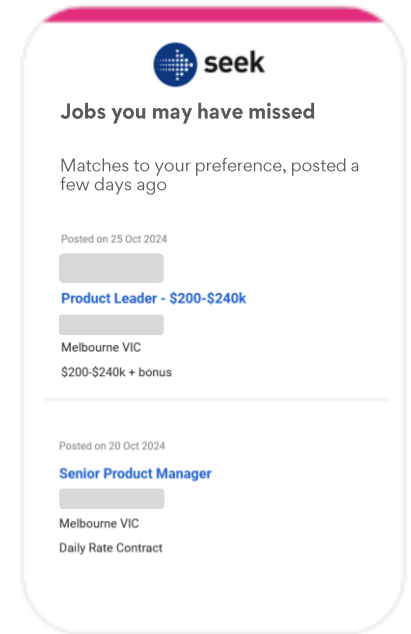 seek
Jobs you may have missed
Matches to your preference, posted a
few days ago
Posted on 25 Oct 2024
Product Leader - $200-$240k
Melbourne VIC
$200-$240k + bonus
Posted on 20 Oct 2024
Senior Product Manager
Melbourne VIC
Daily Rate Contract